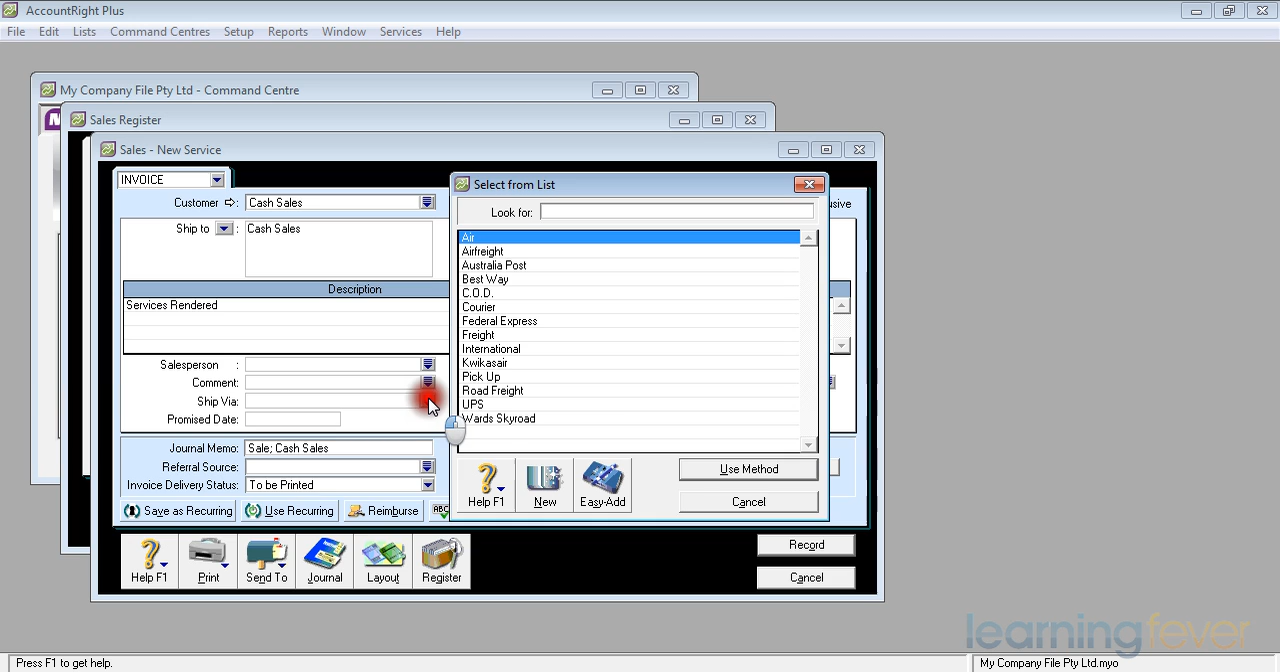 AccountRight Plus
File Edit Lists Command Centres Setup Reports Window Services Help
My Company File Pty Ltd - Command Centre
Sales Register
Sales - New Service
INVOICE
Customer : Cash Sales
Ship to : Cash Sales
Description
Services Rendered
Salesperson :
Comment:
Ship Via:
Promised Date:
Journal Memo: Sale; Cash Sales
Referral Source:
Invoice Delivery Status: To be Printed
Save as Recurring Use Recurring Reimburse ABC
Help F1 Print Send To Journal Layout Register
Record
Cancel
Select from List
Look for:
Air
Airfreight
Australia Post
Best Way
C.O.D.
Courier
Federal Express
Freight
International
Kwikasair
Pick Up
Road Freight
UPS
Wards Skyroad
Help F1 New Easy-Add
Use Method
Cancel
learningfever
Press F1 to get help.
My Company File Pty Ltd.myo